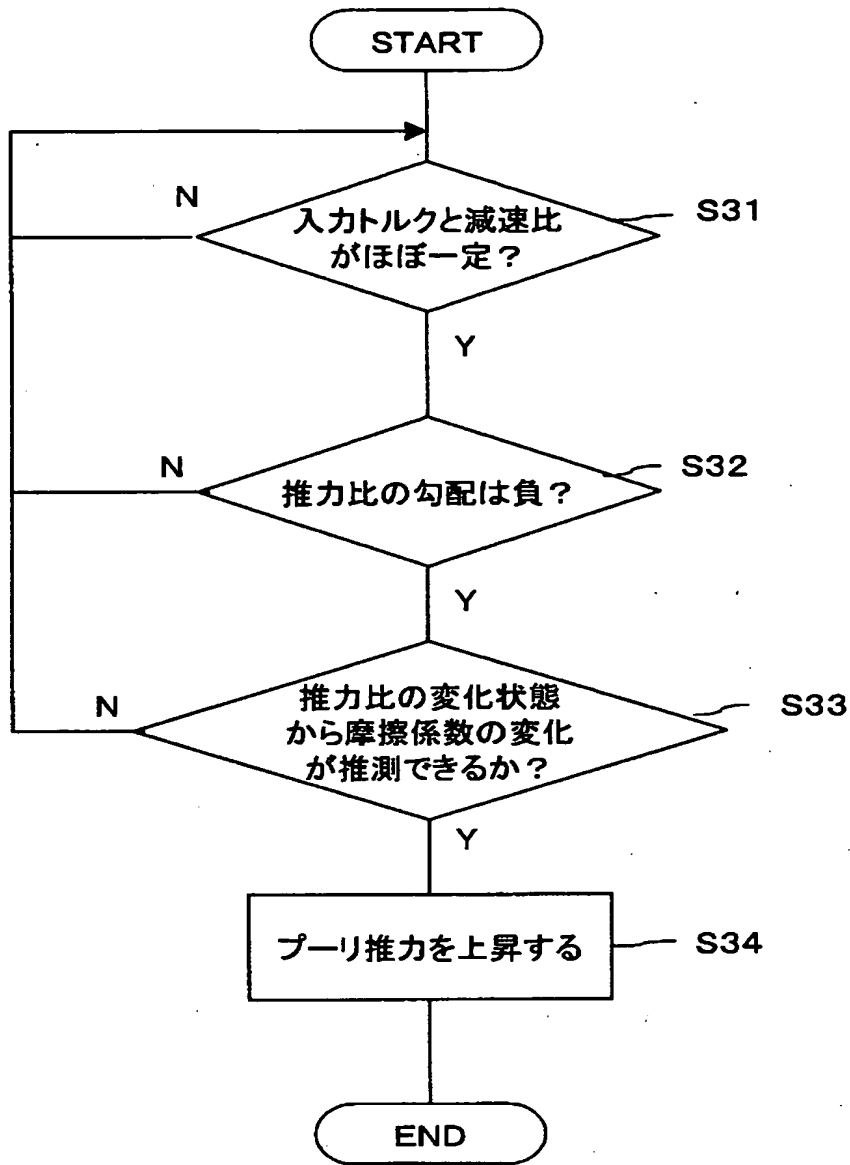 START
N
入力トルクと減速比
がほぼ一定?
S31
Y
N
推力比の勾配は負?
S32
Y
N
推力比の変化状態
から摩擦係数の変化
が推測できるか?
S33
Y
プーリ推力を上昇する
S34
END